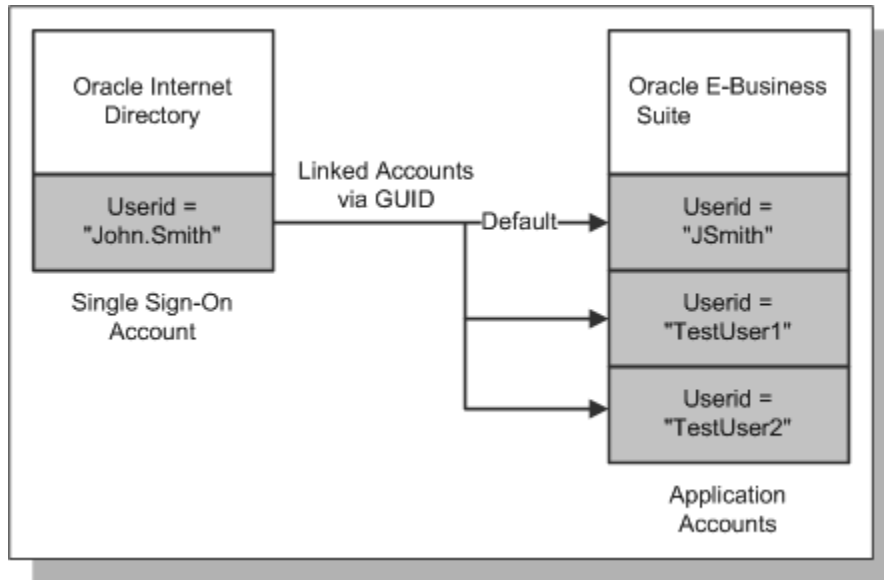 Oracle Internet
Directory
Userid =
"John.Smith"
Single Sign-On
Account
Linked Accounts
via GUID
Default
Oracle E-Business
Suite
Userid =
"JSmith"
Userid =
"TestUser1"
Userid =
"TestUser2"
Application
Accounts